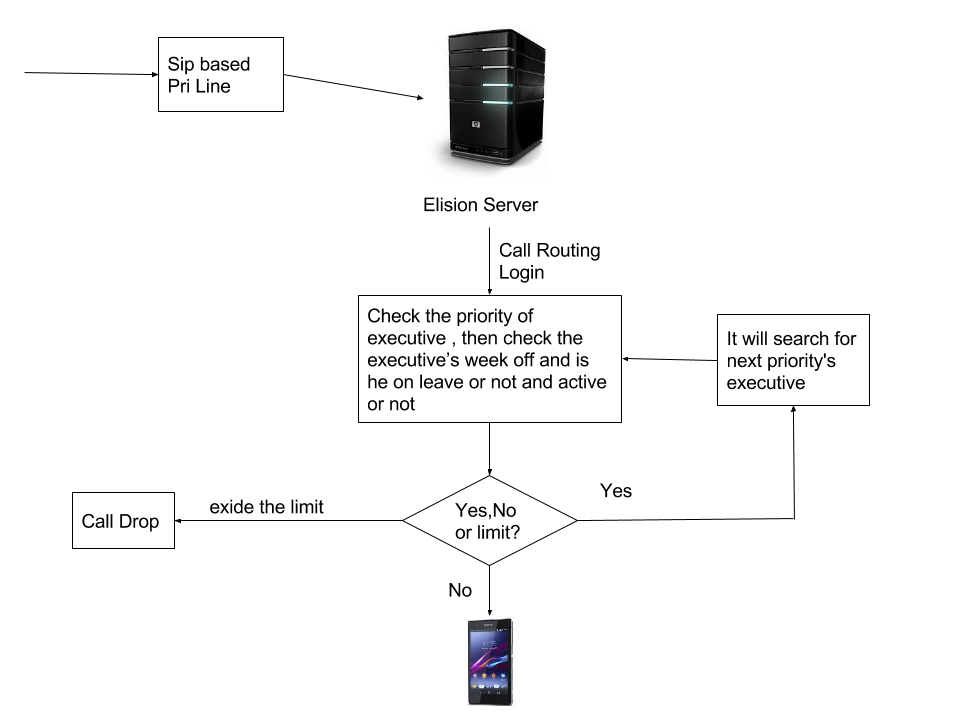 Sip based
Pri Line
Elision Server
Call Routing
Login
Check the priority of
executive , then check the
executive’s week off and is
he on leave or not and active
or not
It will search for
next priority's
executive
Yes,No
or limit?
Yes
exide the limit
Call Drop
No